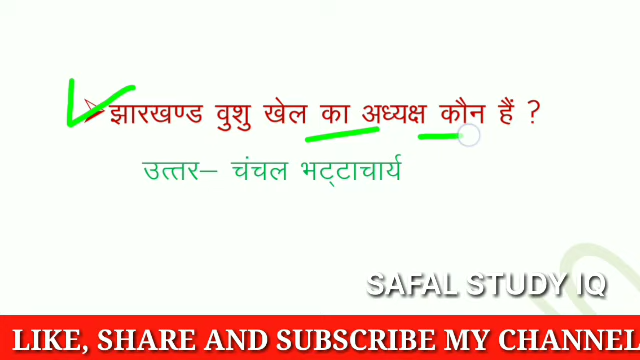 झारखण्ड वुशु खेल का अध्यक्ष कौन हैं ?
उत्तर– चंचल भट्टाचार्य
SAFAL STUDY IQ
LIKE, SHARE AND SUBSCRIBE MY CHANNEL